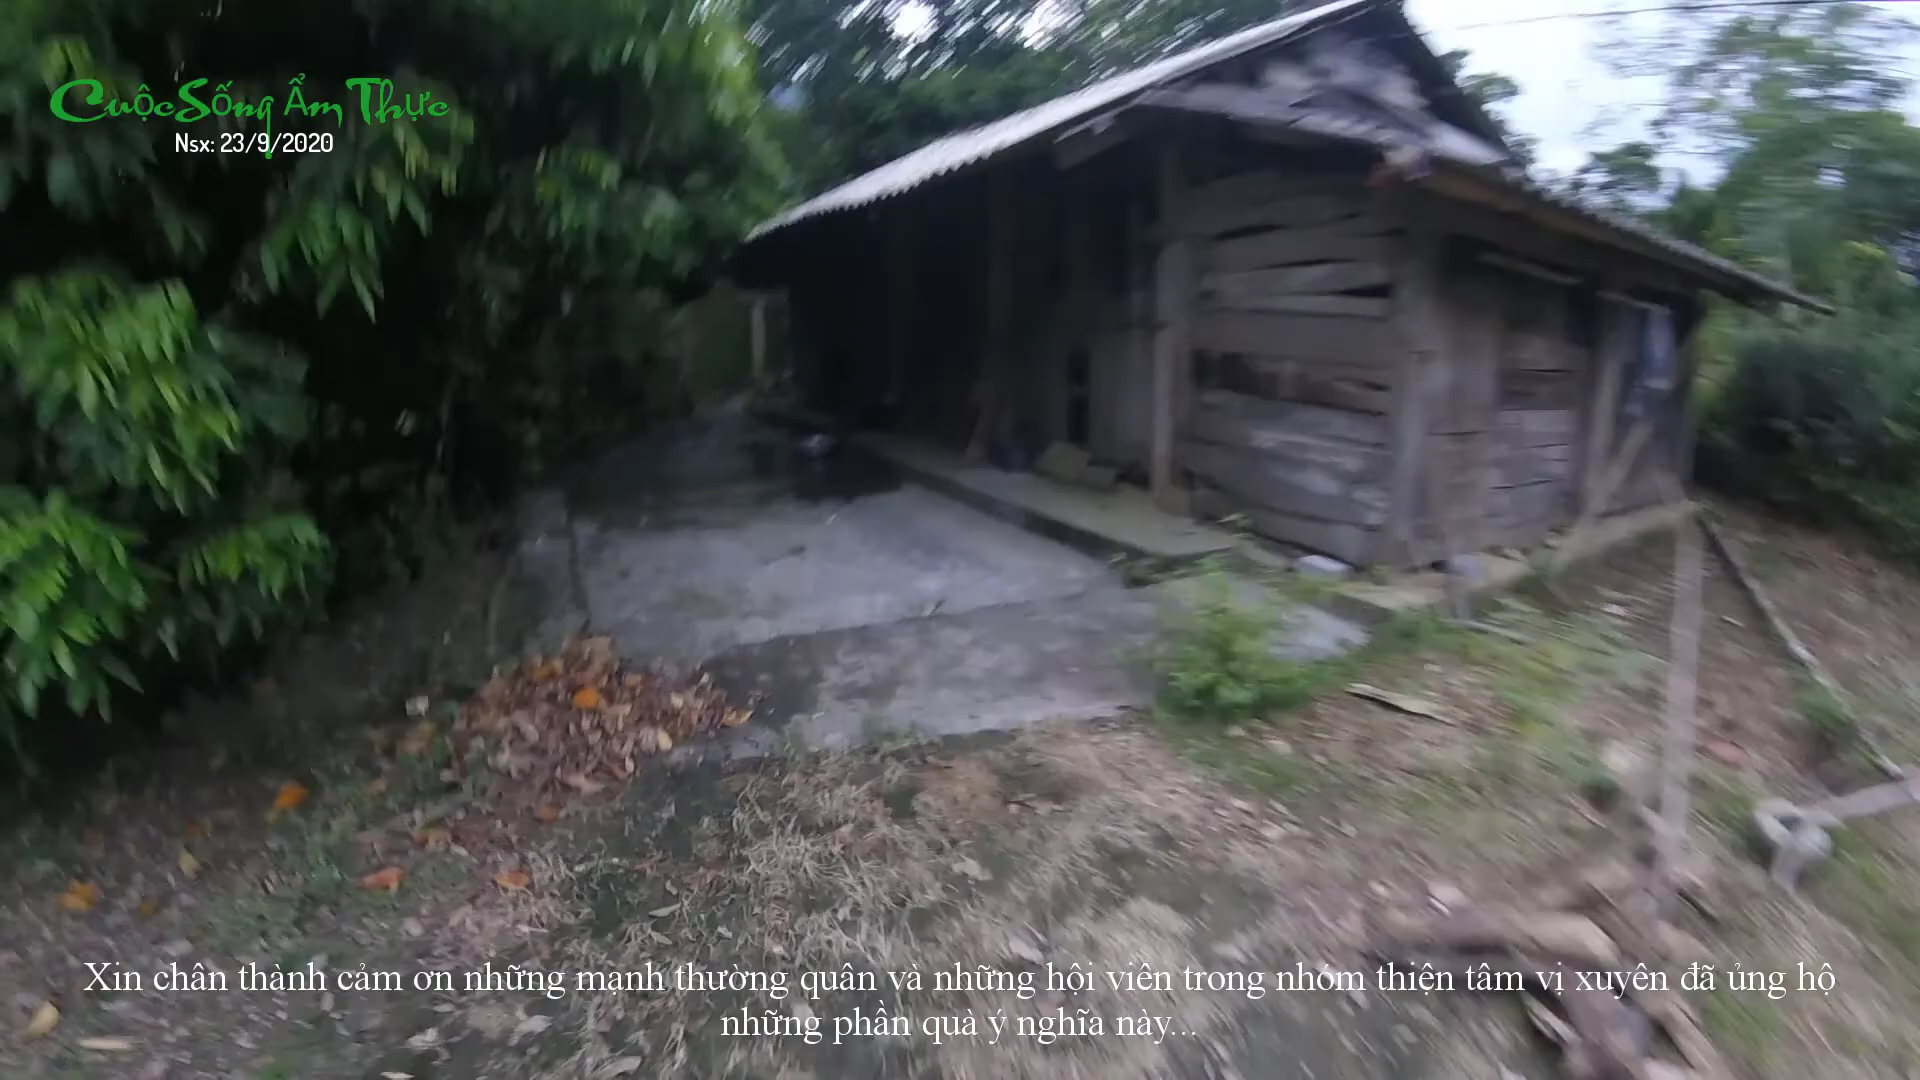 Cuộc Sống Ẩm Thực
Nsx: 23/9/2020
Xin chân thành cảm ơn những mạnh thường quân và những hội viên trong nhóm thiện tâm vị xuyên đã ủng hộ
những phần quà ý nghĩa này...